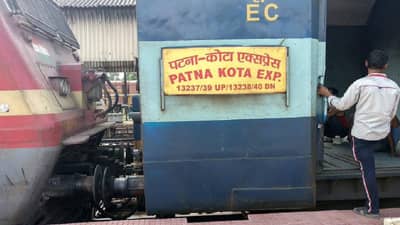 EC
पटना-कोटा एक्सप्रेस
PATNA KOTA EXP.
13237/39 UP/13238/40 DN